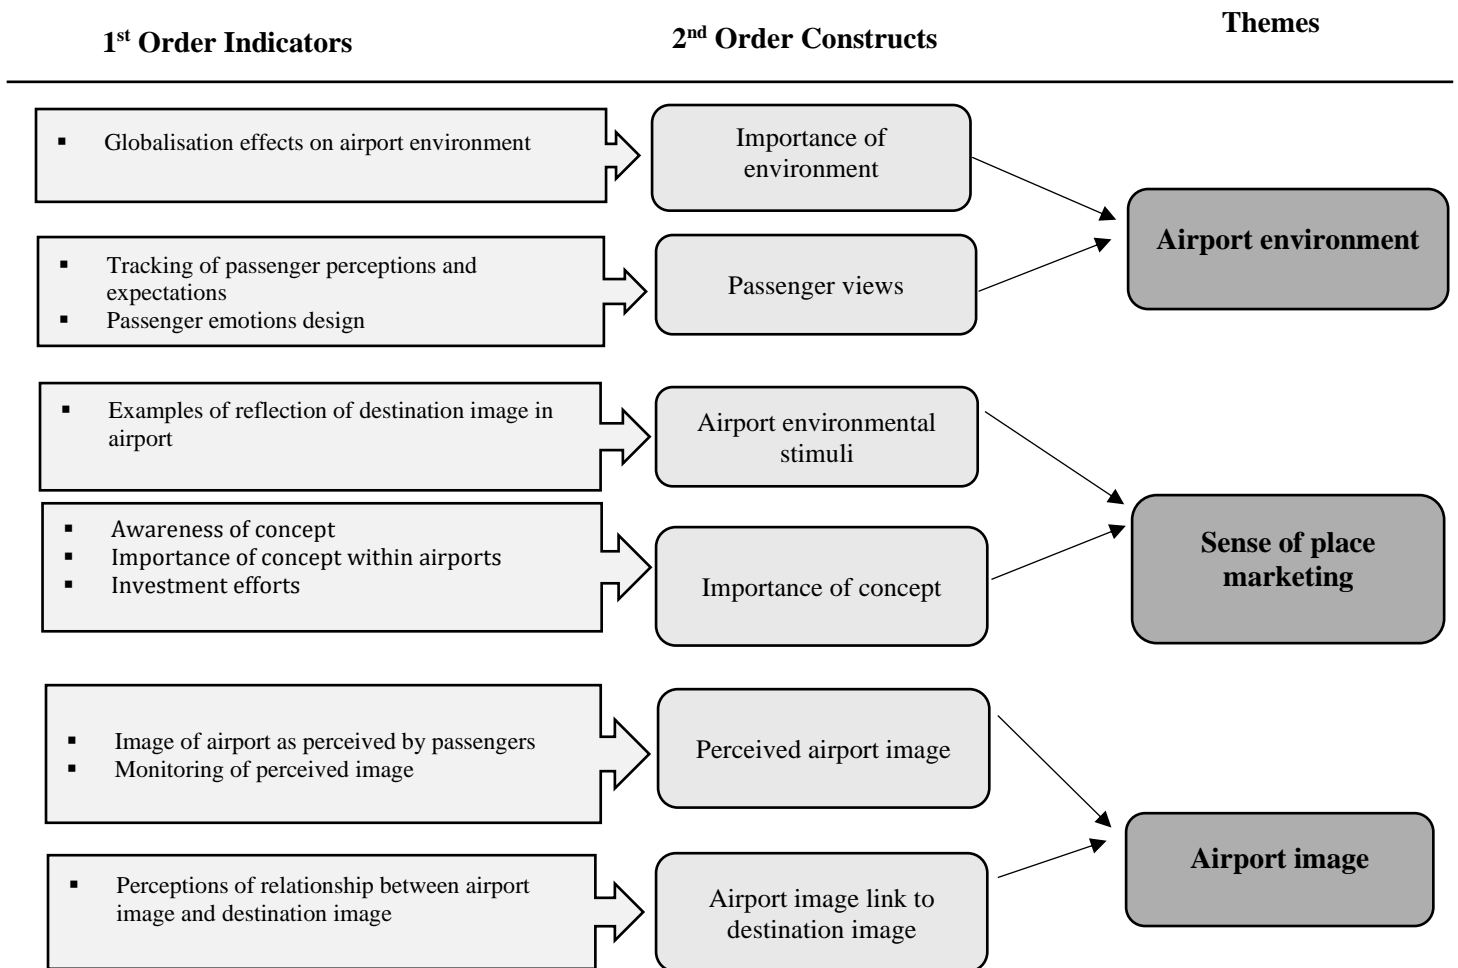 1st Order Indicators
2nd Order Constructs
Themes
▪ Globalisation effects on airport environment
Importance of
environment
▪ Tracking of passenger perceptions and
expectations
▪ Passenger emotions design
Passenger views
Airport environment
▪ Examples of reflection of destination image in
airport
Airport environmental
stimuli
▪ Awareness of concept
▪ Importance of concept within airports
▪ Investment efforts
Importance of concept
Sense of place
marketing
▪ Image of airport as perceived by passengers
▪ Monitoring of perceived image
Perceived airport image
▪ Perceptions of relationship between airport
image and destination image
Airport image link to
destination image
Airport image